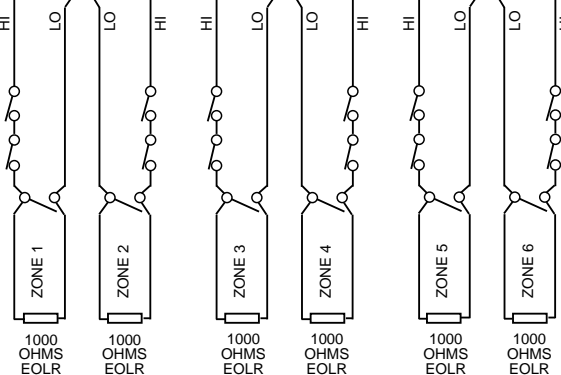 HI
LO
LO
HI
HI
LO
LO
HI
HI
LO
LO
ZONE 1
ZONE 2
ZONE 3
ZONE 4
ZONE 5
ZONE 6
1000
OHMS
EOLR
1000
OHMS
EOLR
1000
OHMS
EOLR
1000
OHMS
EOLR
1000
OHMS
EOLR
1000
OHMS
EOLR